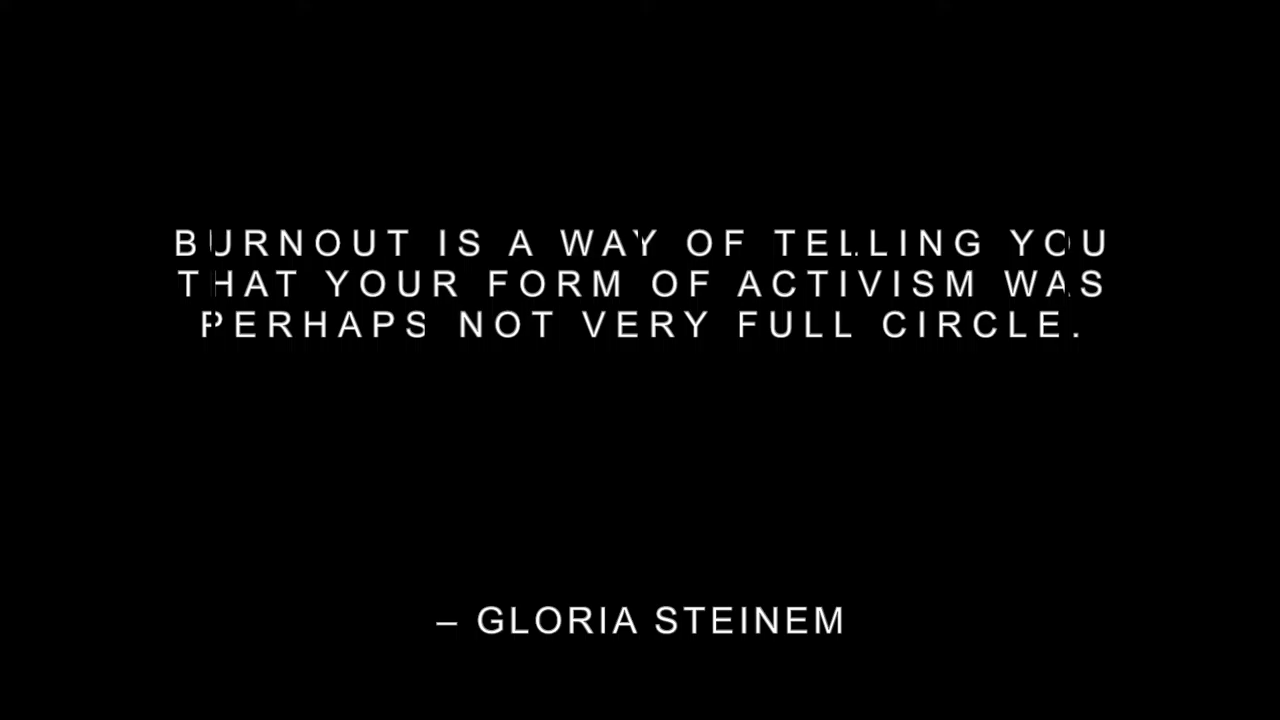 BURNOUT IS A WAY OF TELLING YOU
THAT YOUR FORM OF ACTIVISM WAS
PERHAPS NOT VERY FULL CIRCLE.
– GLORIA STEINEM